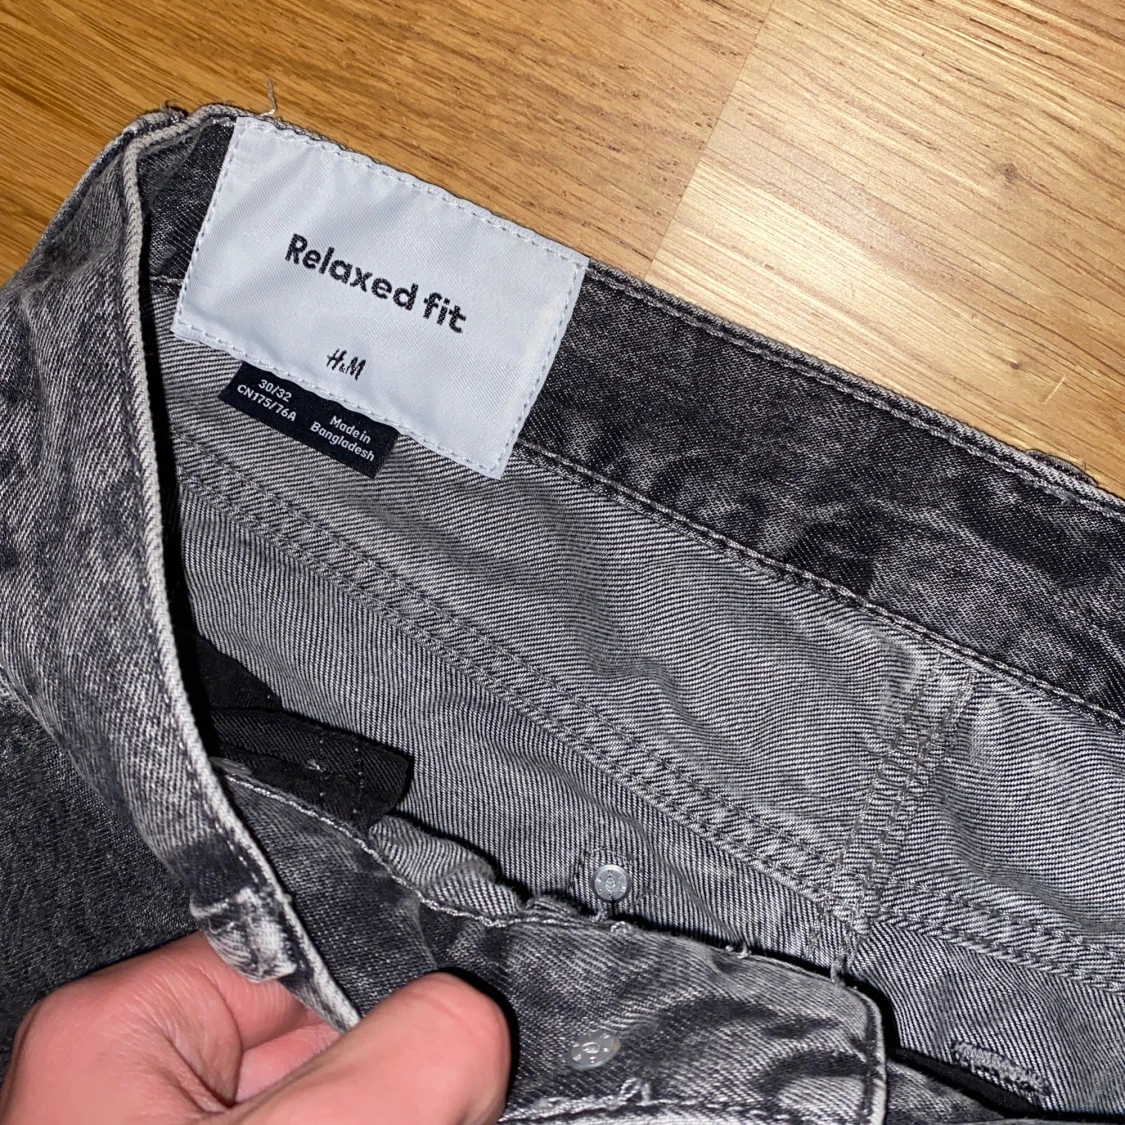 Relaxed fit
H&M
30/32
CN175/76A
Made in
Bangladesh